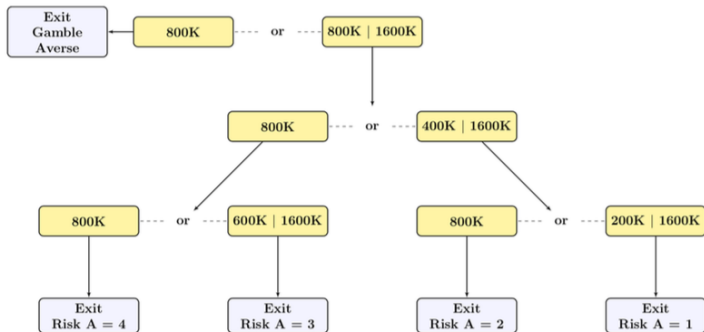 Exit
Gamble
Averse
800K or 800K | 1600K
800K or 400K | 1600K
800K or 600K | 1600K 800K or 200K | 1600K
Exit
Risk A = 4
Exit
Risk A = 3
Exit
Risk A = 2
Exit
Risk A = 1